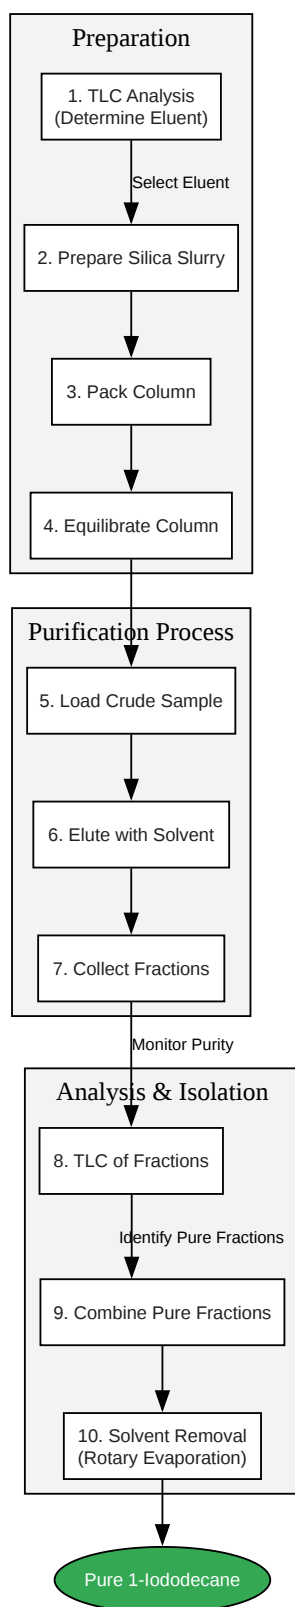 Preparation
1. TLC Analysis
(Determine Eluent)
Select Eluent
2. Prepare Silica Slurry
3. Pack Column
4. Equilibrate Column
Purification Process
5. Load Crude Sample
6. Elute with Solvent
7. Collect Fractions
Monitor Purity
Analysis & Isolation
8. TLC of Fractions
Identify Pure Fractions
9. Combine Pure Fractions
10. Solvent Removal
(Rotary Evaporation)
Pure 1-Iododecane